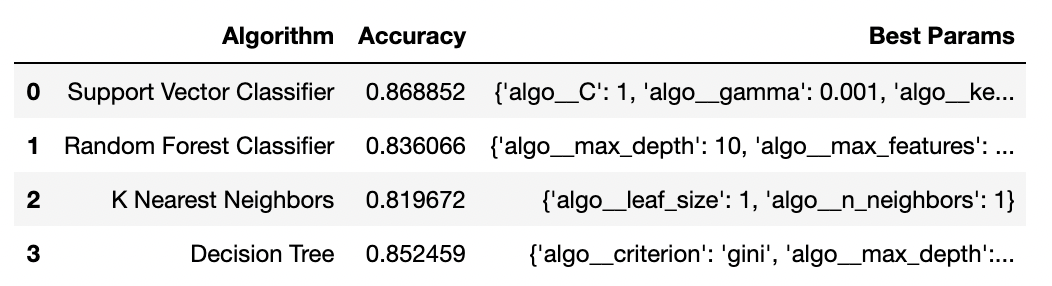 Algorithm Accuracy Best Params
0 Support Vector Classifier 0.868852 {'algo__C': 1, 'algo__gamma': 0.001, 'algo__ke...
1 Random Forest Classifier 0.836066 {'algo__max_depth': 10, 'algo__max_features': ...
2 K Nearest Neighbors 0.819672 {'algo__leaf_size': 1, 'algo__n_neighbors': 1}
3 Decision Tree 0.852459 {'algo__criterion': 'gini', 'algo__max_depth':...